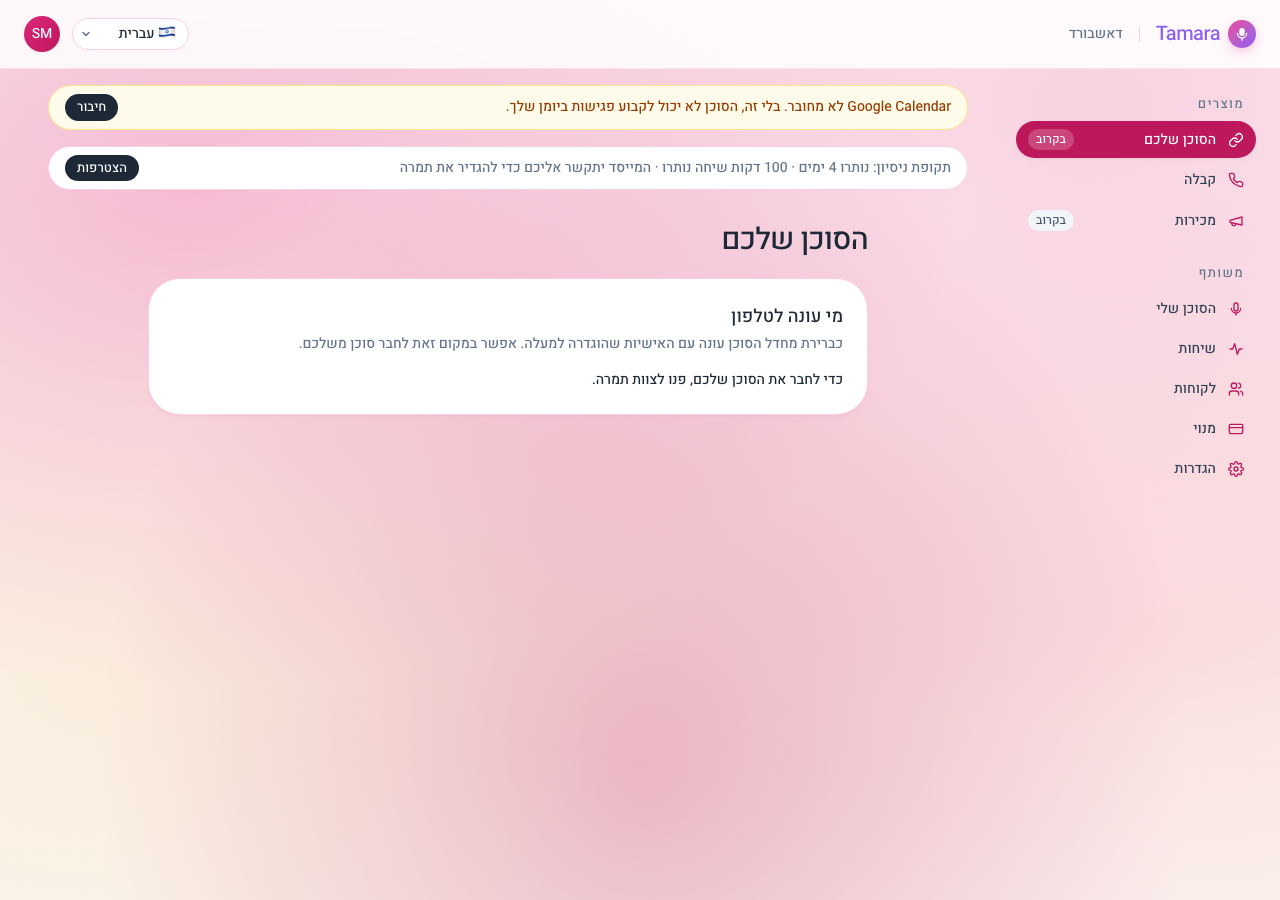 Tamara
דאשבורד
עברית
SM
מוצרים
הסוכן שלכם
בקרוב
קבלה
מכירות
בקרוב
משותף
הסוכן שלי
שיחות
לקוחות
מנוי
הגדרות
Google Calendar לא מחובר. בלי זה, הסוכן לא יכול לקבוע פגישות ביומן שלך.
חיבור
תקופת ניסיון: נותרו 4 ימים · 100 דקות שיחה נותרו · המייסד יתקשר אליכם כדי להגדיר את תמרה
הצטרפות
הסוכן שלכם
מי עונה לטלפון
כברירת מחדל הסוכן עונה עם האישיות שהוגדרה למעלה. אפשר במקום זאת לחבר סוכן משלכם.
כדי לחבר את הסוכן שלכם, פנו לצוות תמרה.